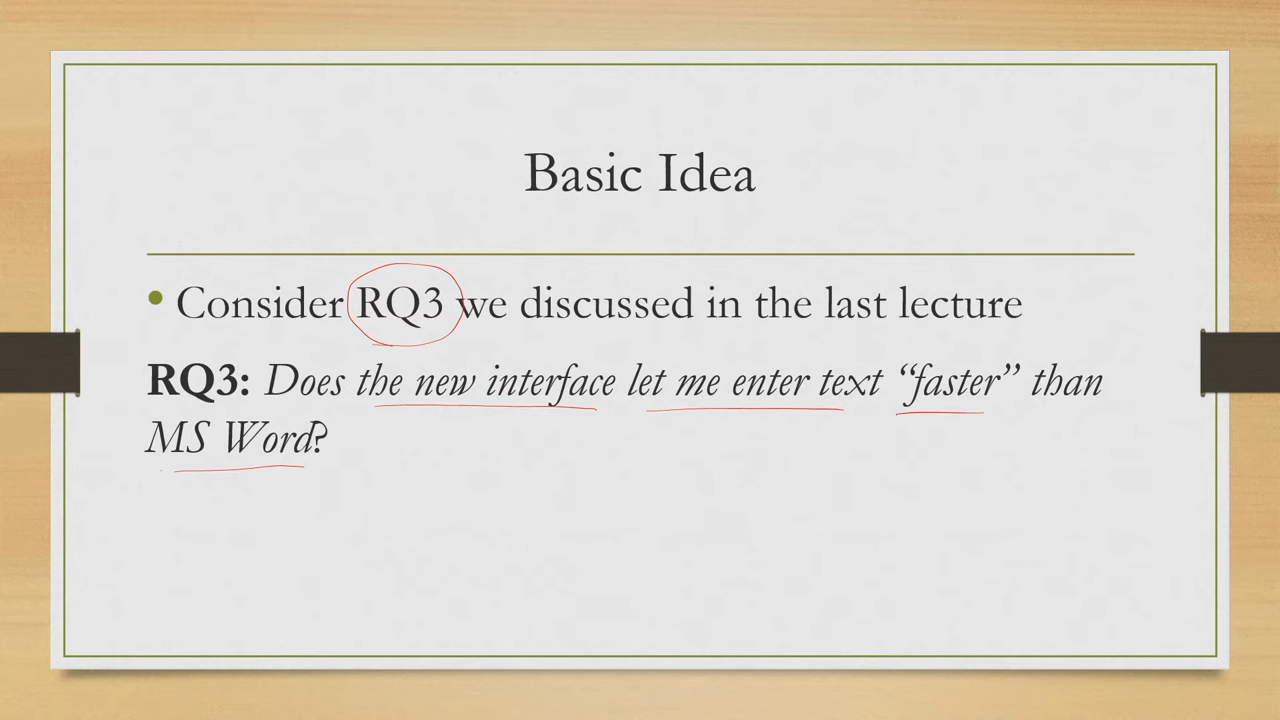 Basic Idea
• Consider RQ3 we discussed in the last lecture
RQ3: Does the new interface let me enter text “faster” than
MS Word?